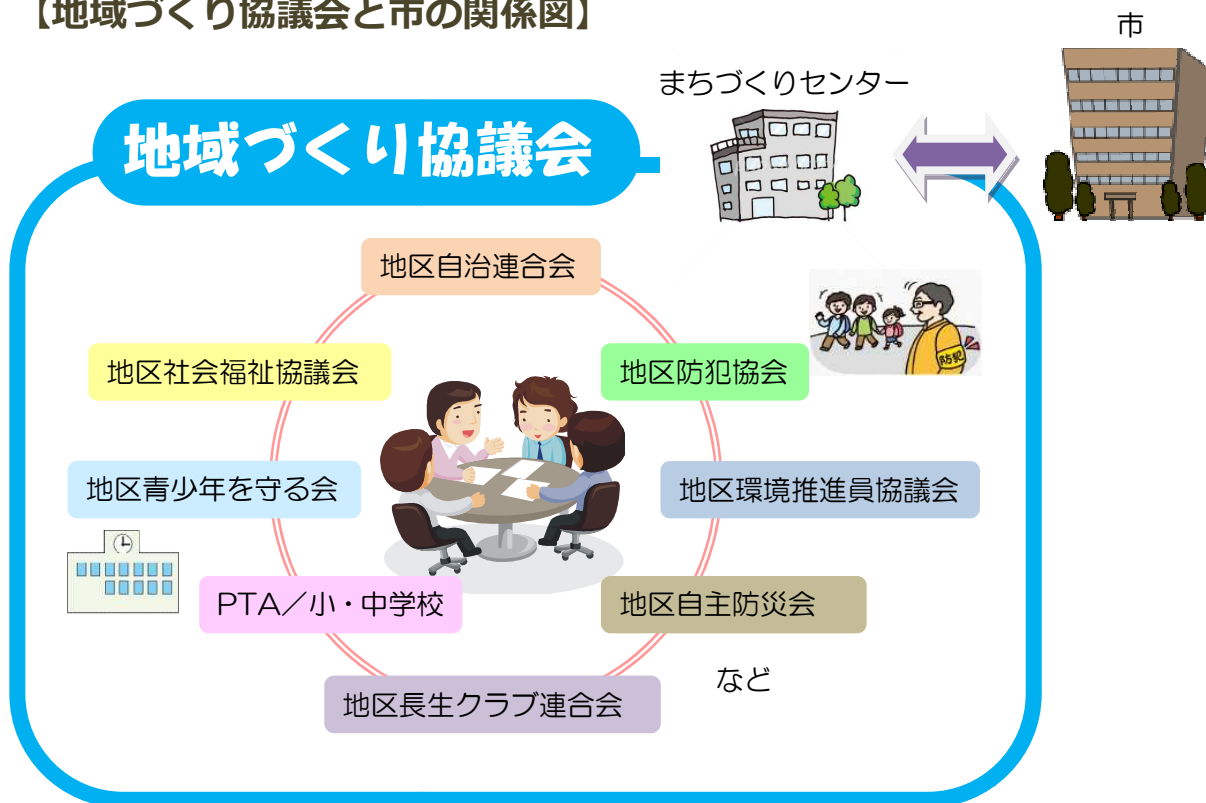 【地域づくり協議会と市の関係図】
市
まちづくりセンター
地域づくり協議会
地区自治連合会
地区社会福祉協議会
地区防犯協会
防犯
地区青少年を守る会
地区環境推進員協議会
PTA／小・中学校
地区自主防災会
など
地区長生クラブ連合会